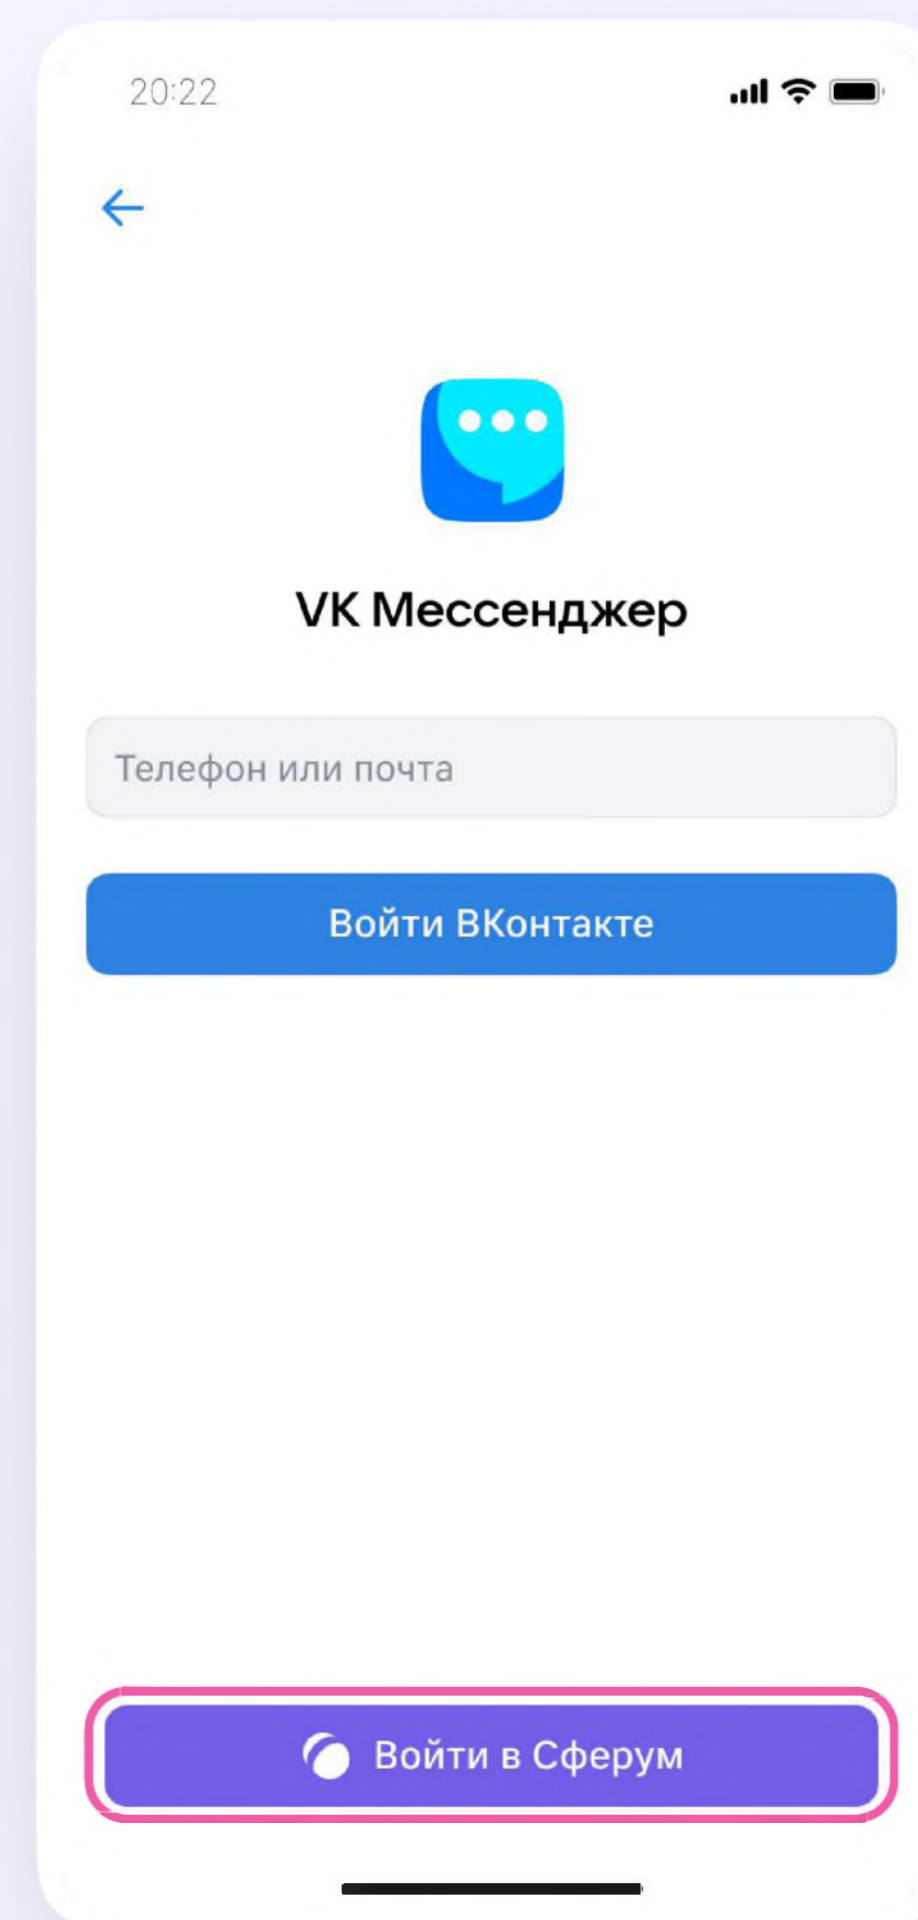 20:22
VK Мессенджер
Телефон или почта
Войти ВКонтакте
Войти в Сферум